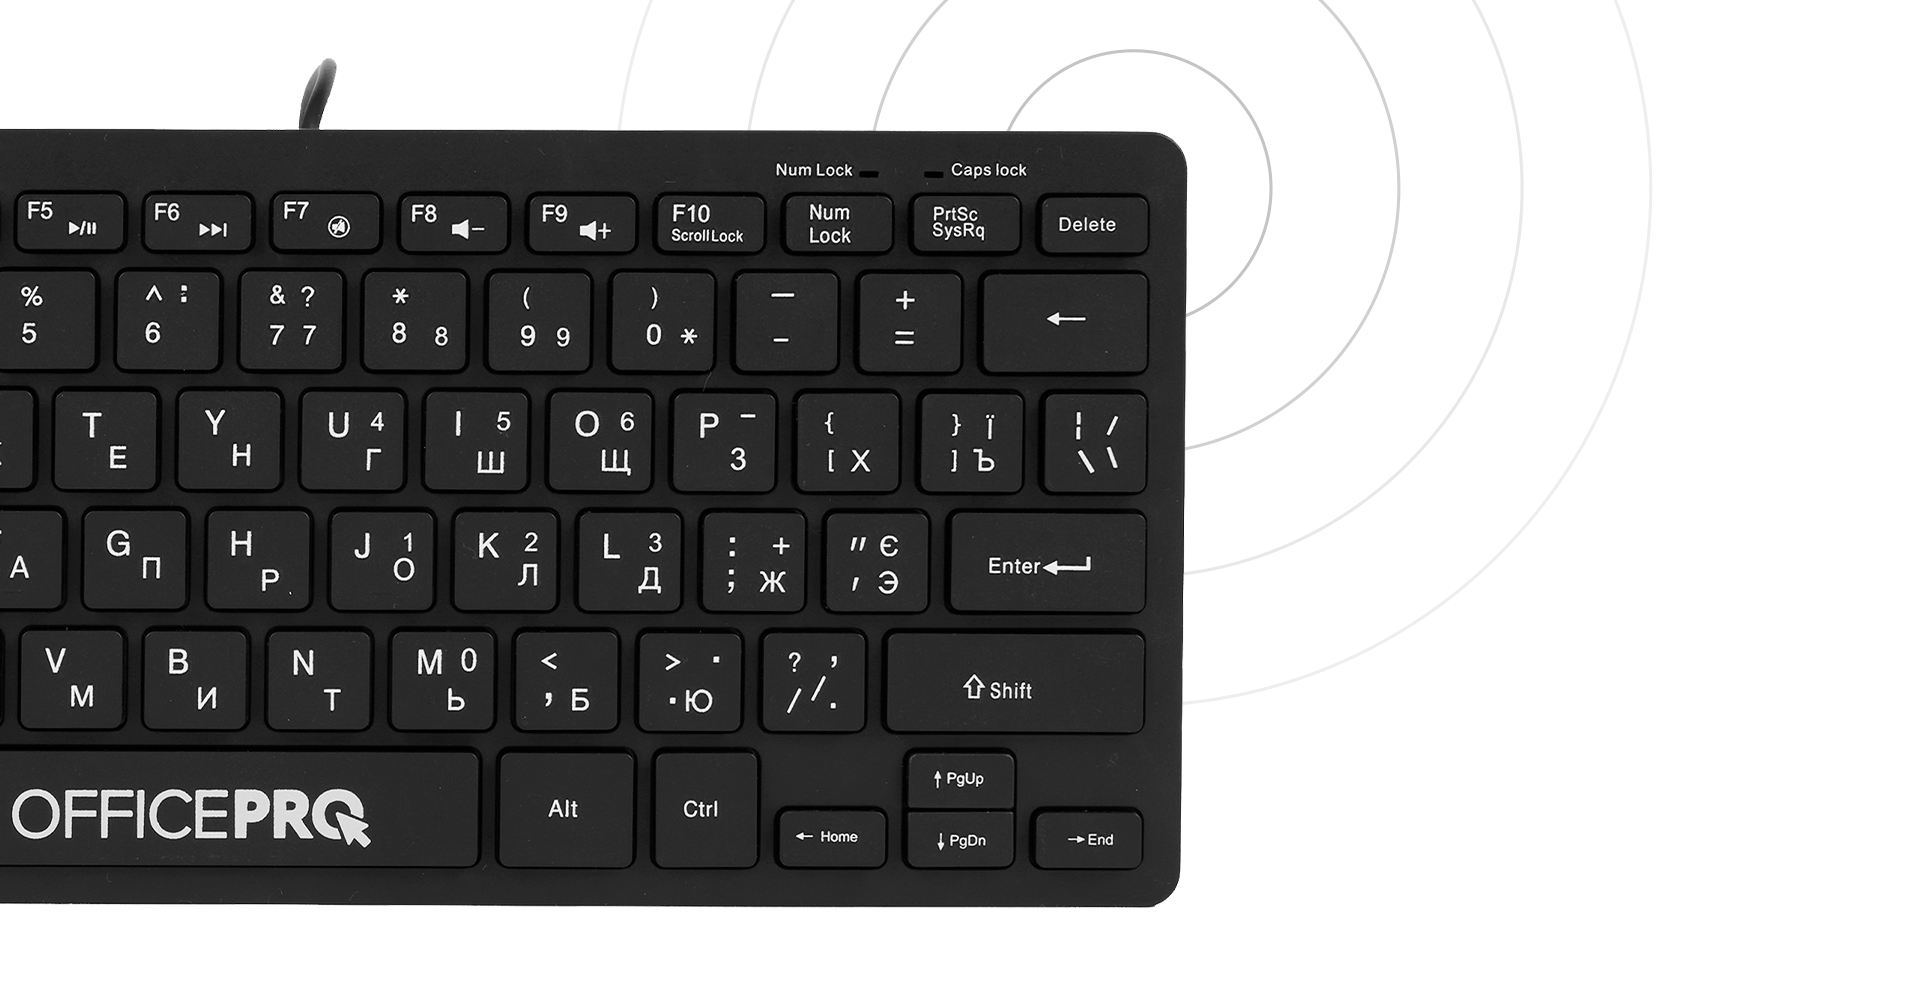 Num Lock Caps lock
F5 F6 F7 F8 F9 F10 Scroll Lock Num Lock PrtSc SysRq Delete
% 5 ^ : 6 & ? 7 7 * 8 8 ( 9 9 ) 0 * — - + = ←
T Е Y Н U 4 Г I 5 Ш O 6 Щ P - З { [ Х } ї ] Ъ ¦ / \ \
А G П H Р J 1 О K 2 Л L 3 Д : + ; Ж " Є ' Э Enter
V М B И N Т M 0 Ь < , Б > . . Ю ? , / / . ⇧ Shift
OFFICEPRO Alt Ctrl ← Home ↑ PgUp ↓ PgDn → End